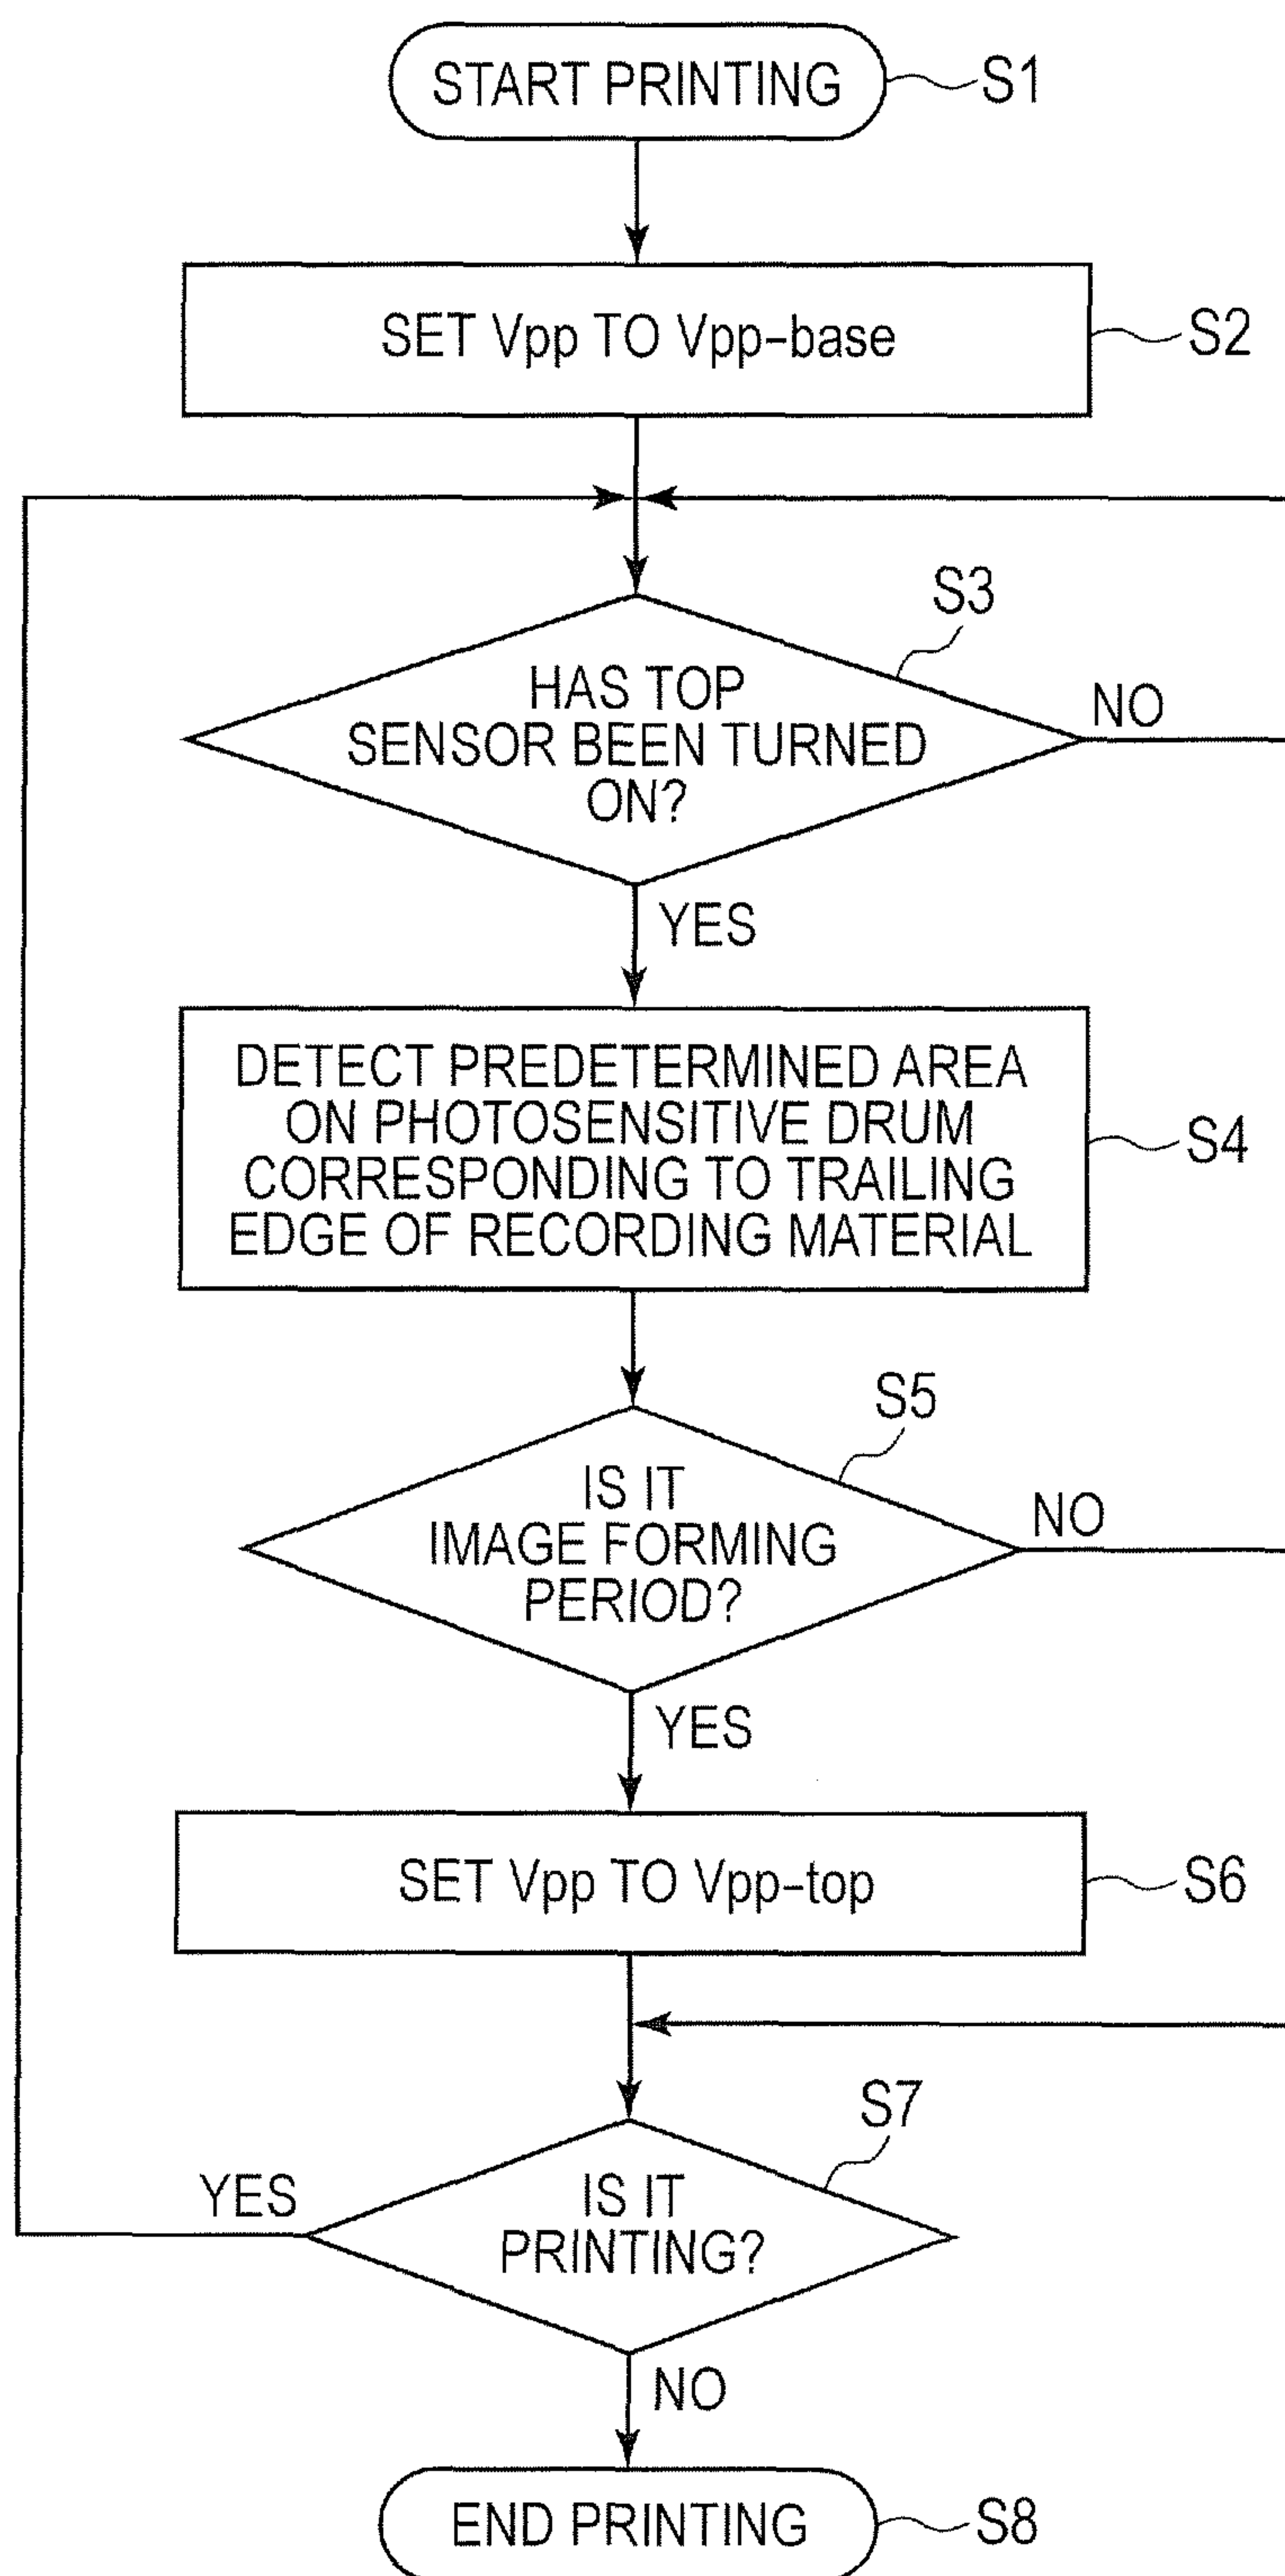 START PRINTING
S1
SET Vpp TO Vpp-base
S2
S3
HAS TOP
SENSOR BEEN TURNED
ON?
NO
YES
DETECT PREDETERMINED AREA
ON PHOTOSENSITIVE DRUM
CORRESPONDING TO TRAILING
EDGE OF RECORDING MATERIAL
S4
S5
IS IT
IMAGE FORMING
PERIOD?
NO
YES
SET Vpp TO Vpp-top
S6
S7
YES
IS IT
PRINTING?
NO
END PRINTING
S8